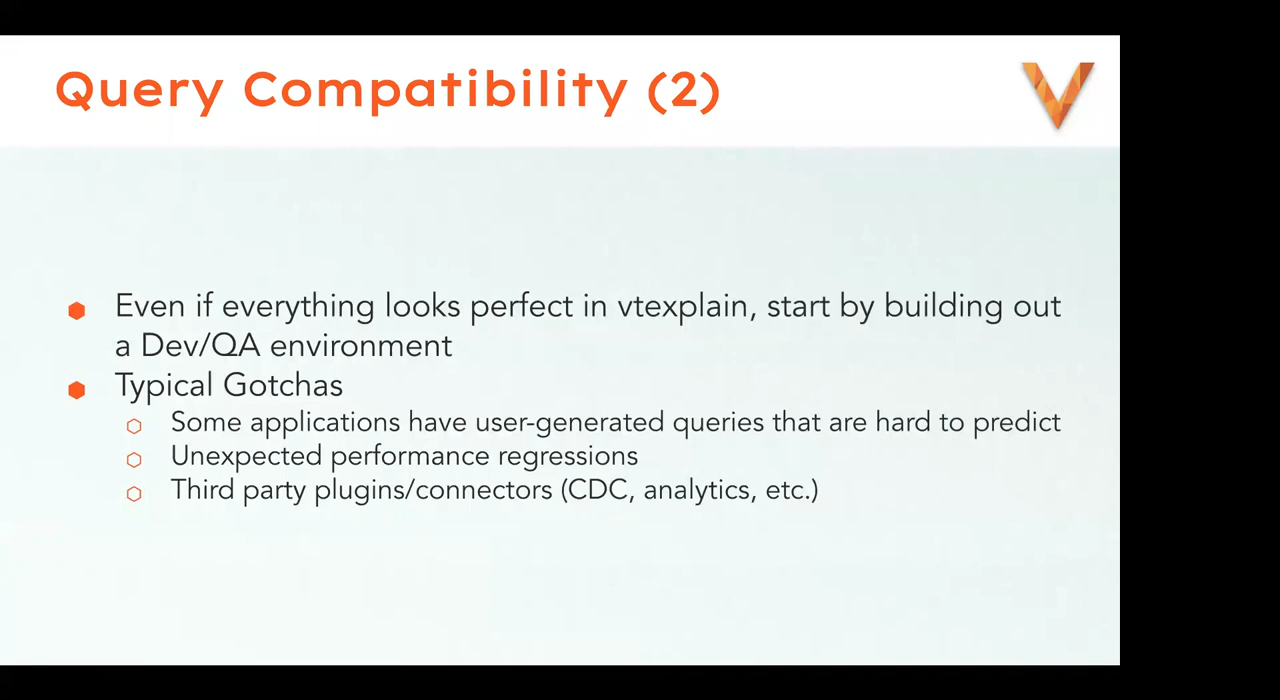 Query Compatibility (2)
Even if everything looks perfect in vtexplain, start by building out
a Dev/QA environment
Typical Gotchas
Some applications have user-generated queries that are hard to predict
Unexpected performance regressions
Third party plugins/connectors (CDC, analytics, etc.)